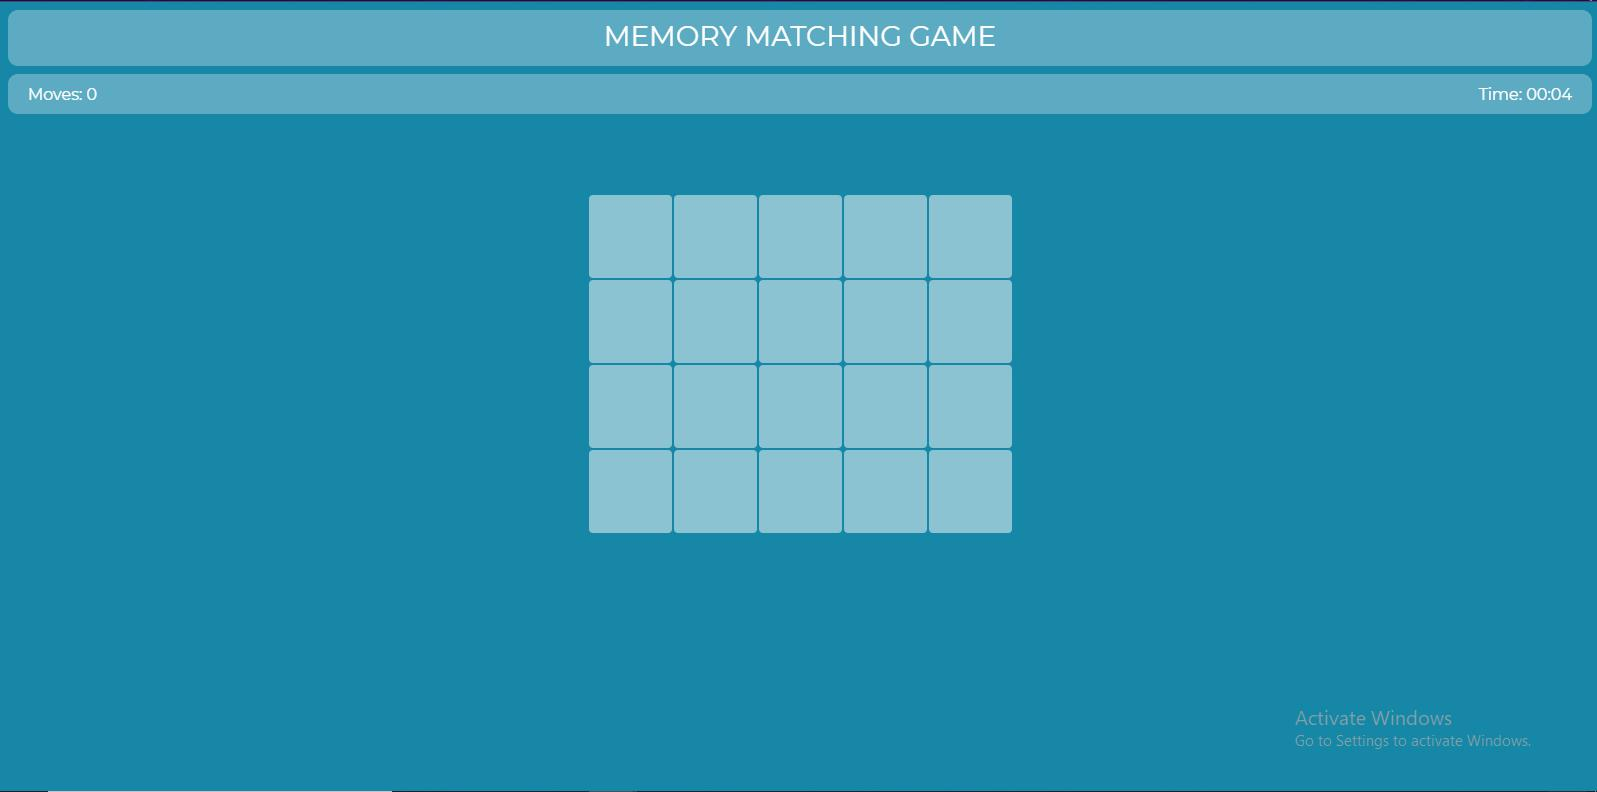 MEMORY MATCHING GAME
Moves: 0
Time: 00:04
Activate Windows
Go to Settings to activate Windows.